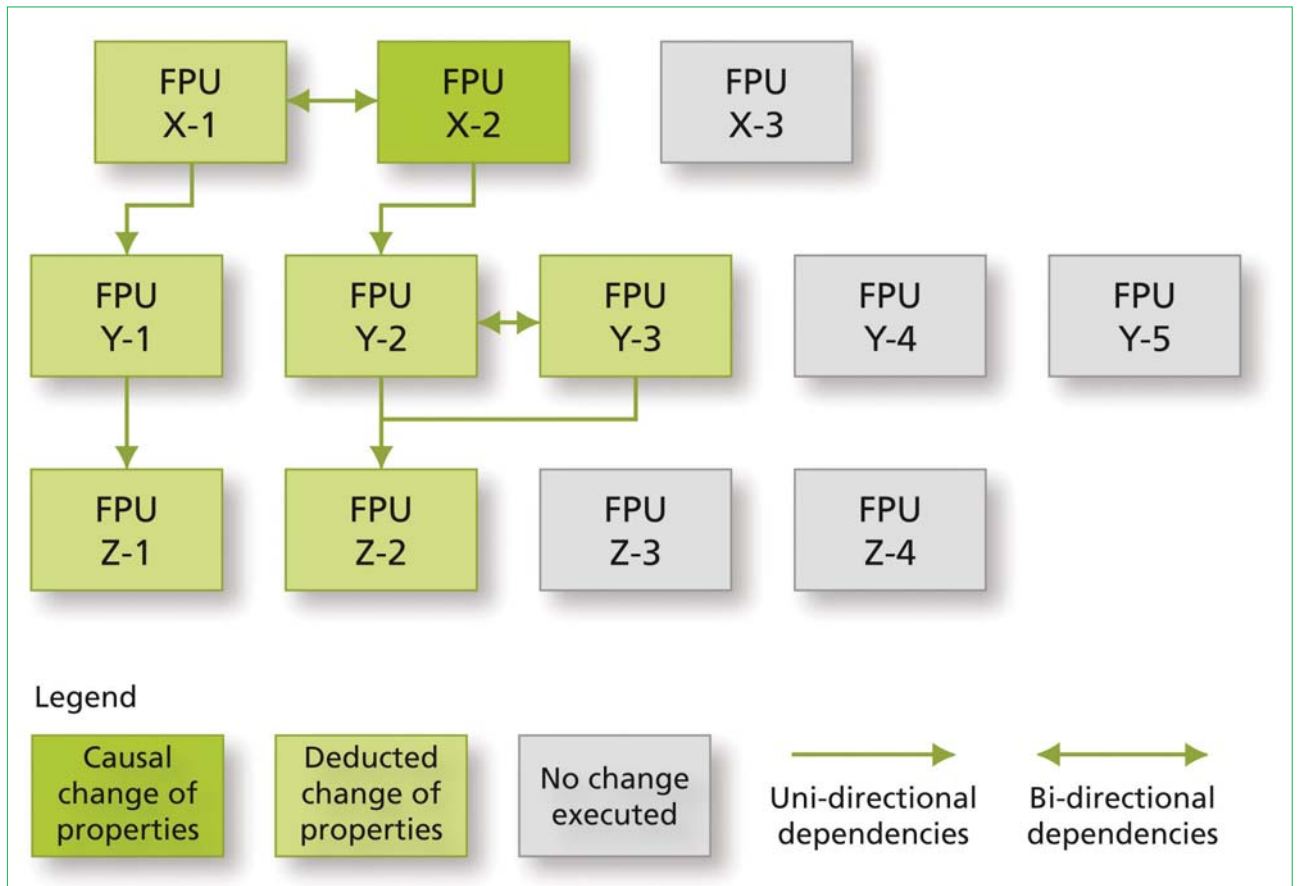 FPU
X-1
FPU
X-2
FPU
X-3
FPU
Y-1
FPU
Y-2
FPU
Y-3
FPU
Y-4
FPU
Y-5
FPU
Z-1
FPU
Z-2
FPU
Z-3
FPU
Z-4
Legend
Causal
change of
properties
Deducted
change of
properties
No change
executed
Uni-directional
dependencies
Bi-directional
dependencies